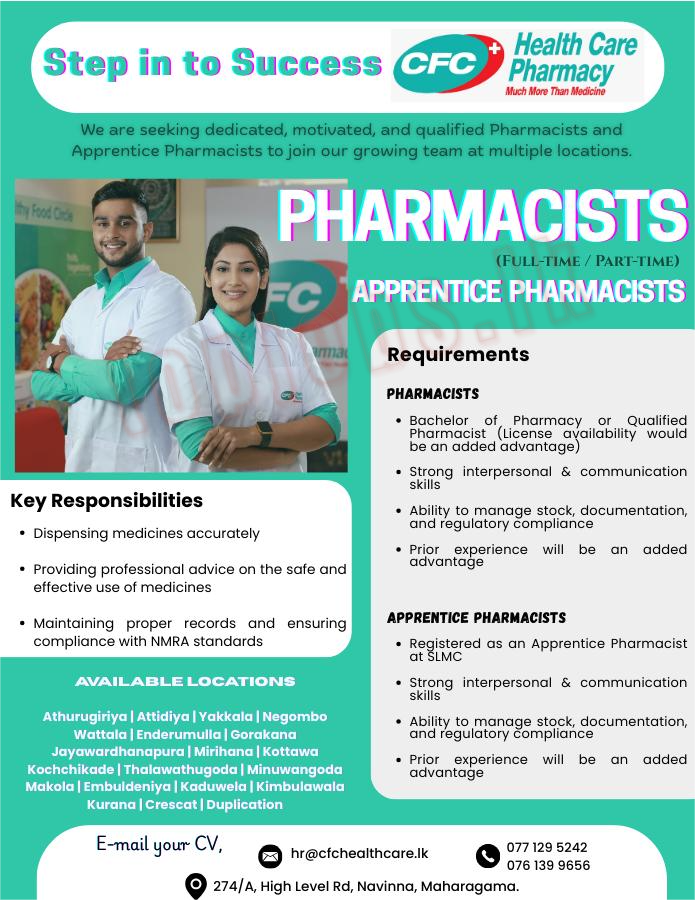 Step in to Success
CFC
Health Care
Pharmacy
Much More Than Medicine
We are seeking dedicated, motivated, and qualified Pharmacists and
Apprentice Pharmacists to join our growing team at multiple locations.
PHARMACISTS
(Full-time / Part-time)
APPRENTICE PHARMACISTS
Key Responsibilities
• Dispensing medicines accurately
• Providing professional advice on the safe and
effective use of medicines
• Maintaining proper records and ensuring
compliance with NMRA standards
AVAILABLE LOCATIONS
Athurugiriya | Attidiya | Yakkala | Negombo
Wattala | Enderumulla | Gorakana
Jayawardhanapura | Mirihana | Kottawa
Kochchikade | Thalawathugoda | Minuwangoda
Makola | Embuldeniya | Kaduwela | Kimbulawala
Kurana | Crescat | Duplication
Requirements
PHARMACISTS
• Bachelor of Pharmacy or Qualified
Pharmacist (License availability would
be an added advantage)
• Strong interpersonal & communication
skills
• Ability to manage stock, documentation,
and regulatory compliance
• Prior experience will be an added
advantage
APPRENTICE PHARMACISTS
• Registered as an Apprentice Pharmacist
at SLMC
• Strong interpersonal & communication
skills
• Ability to manage stock, documentation,
and regulatory compliance
• Prior experience will be an added
advantage
E-mail your CV,
hr@cfchealthcare.lk
077 129 5242
076 139 9656
274/A, High Level Rd, Navinna, Maharagama.